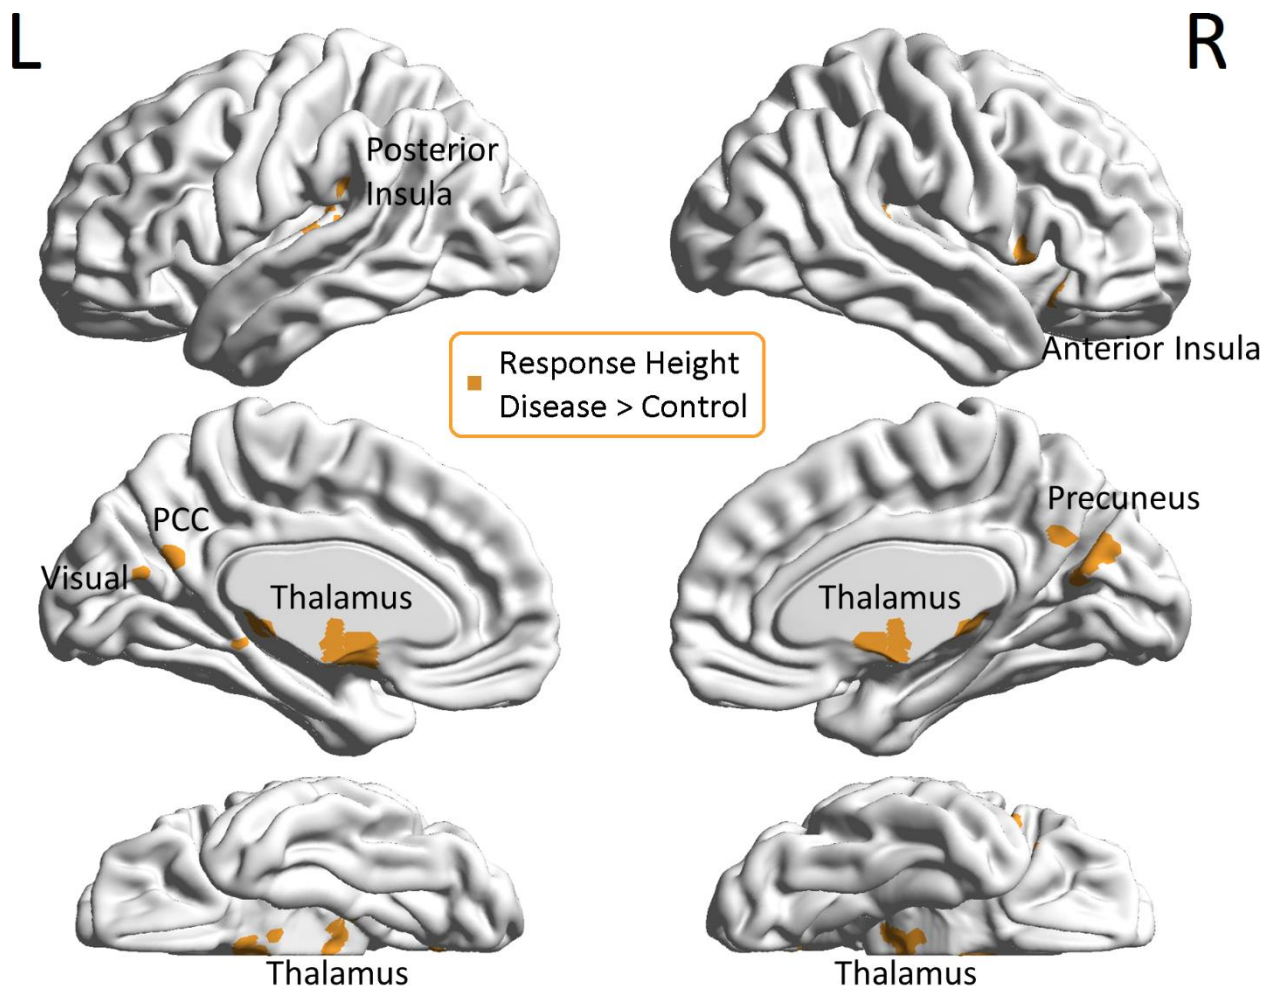 L
R
Posterior
Insula
Anterior Insula
Response Height
Disease > Control
PCC
Visual
Thalamus
Precuneus
Thalamus
Thalamus
Thalamus